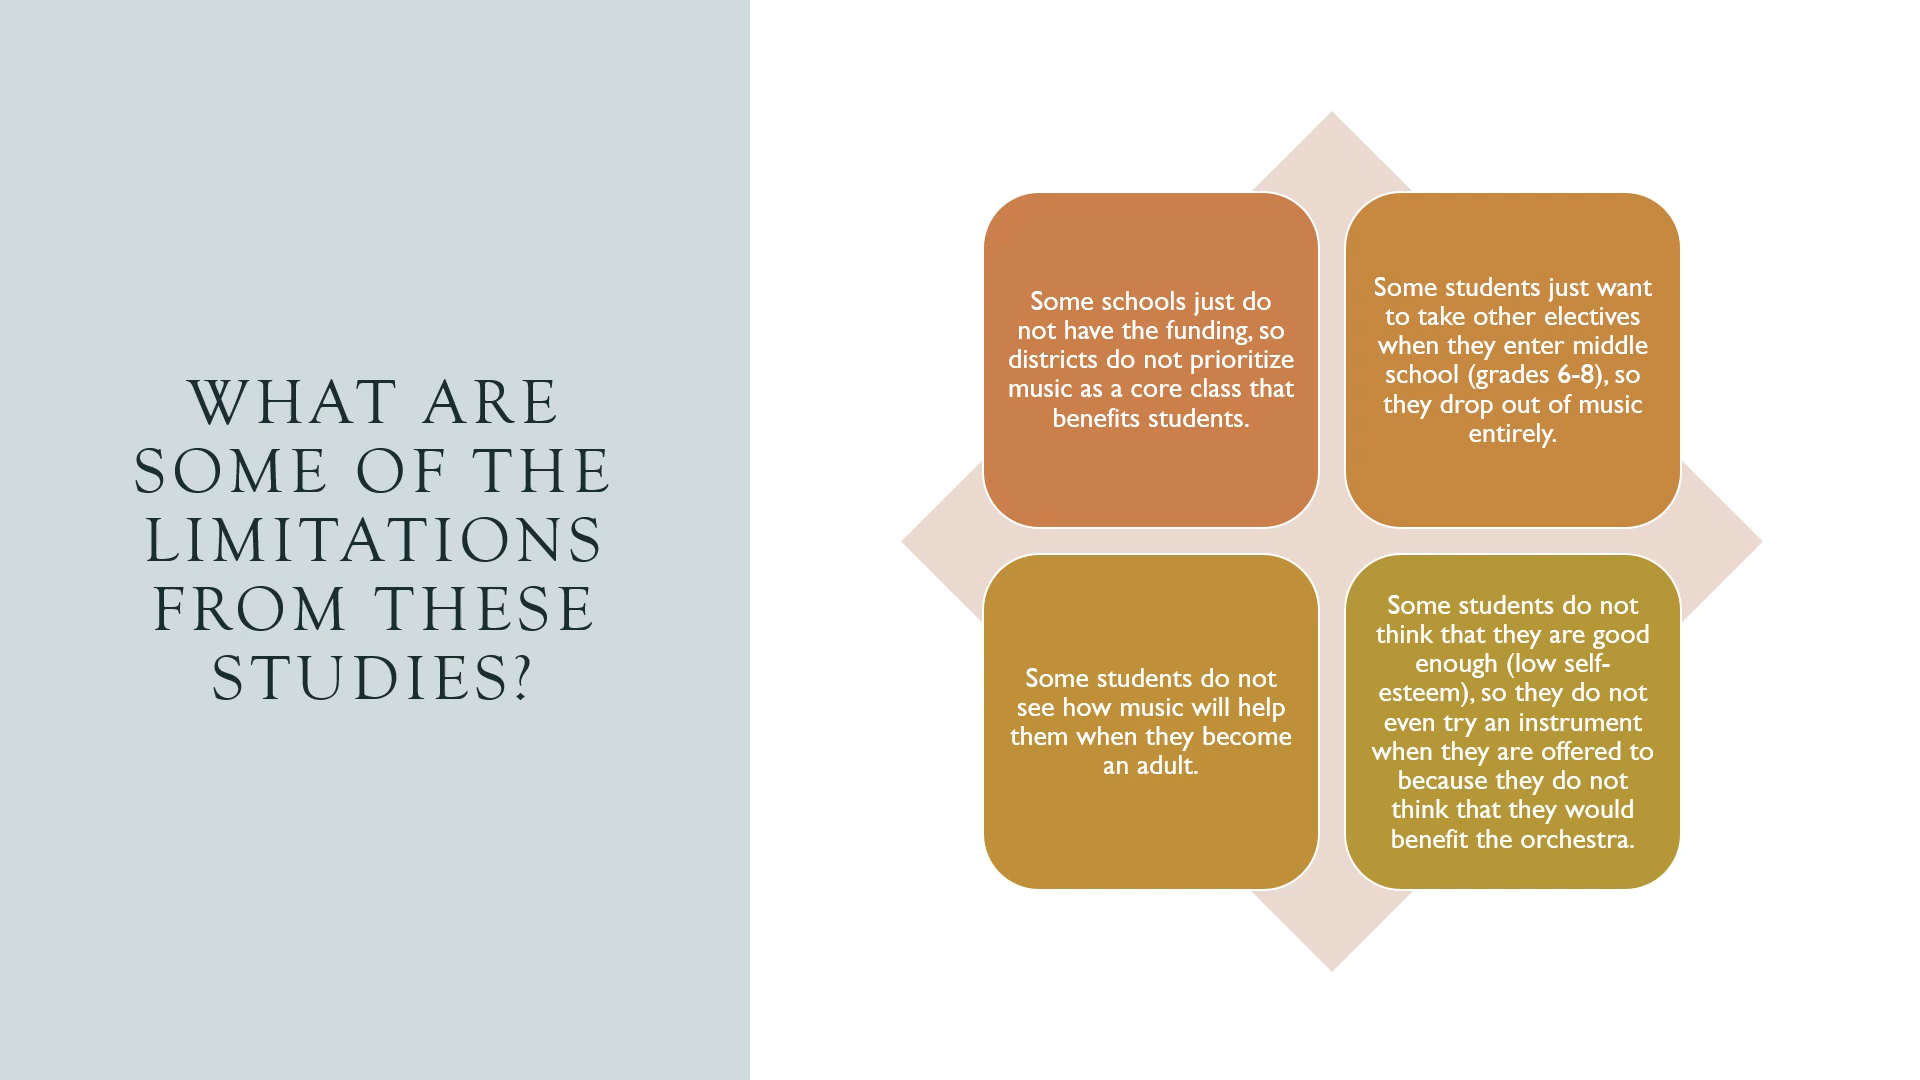 WHAT ARE
SOME OF THE
LIMITATIONS
FROM THESE
STUDIES?
Some schools just do
not have the funding, so
districts do not prioritize
music as a core class that
benefits students.
Some students just want
to take other electives
when they enter middle
school (grades 6-8), so
they drop out of music
entirely.
Some students do not
see how music will help
them when they become
an adult.
Some students do not
think that they are good
enough (low self-
esteem), so they do not
even try an instrument
when they are offered to
because they do not
think that they would
benefit the orchestra.